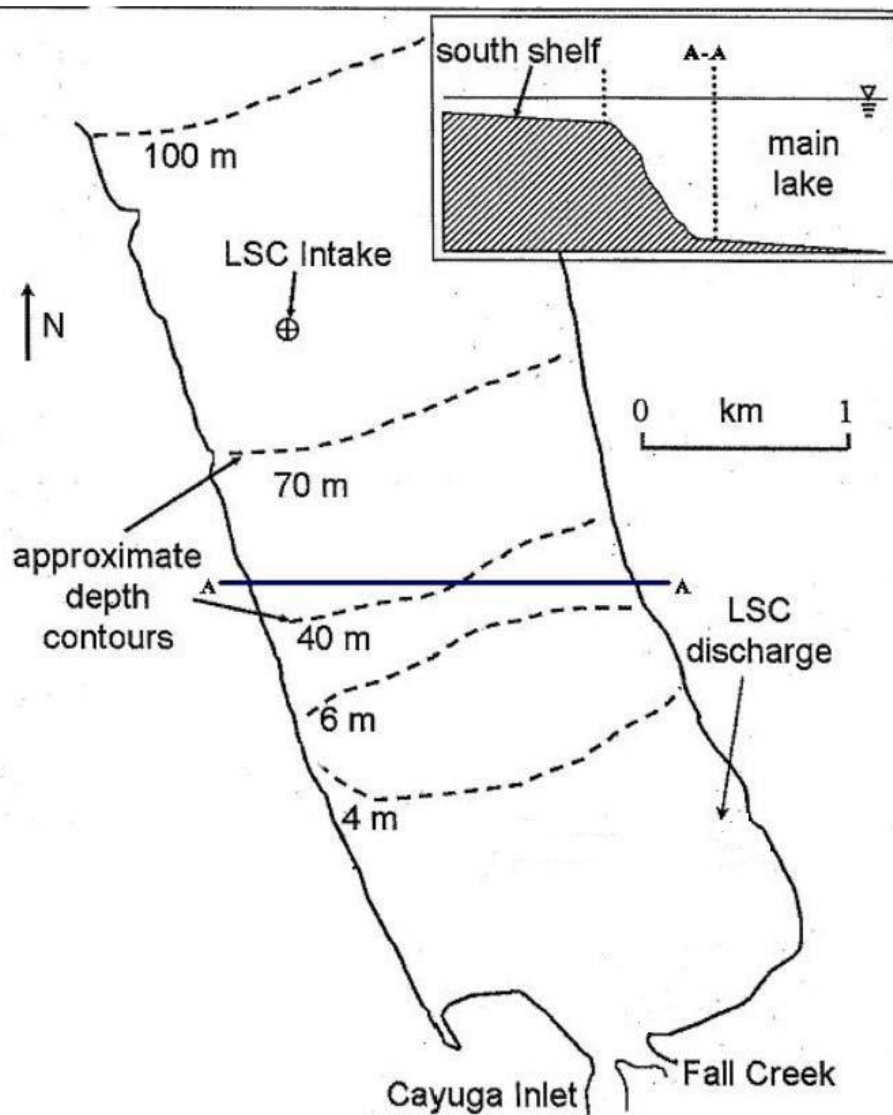 south shelf
A-A
main
lake
100 m
LSC Intake
N
0 km 1
70 m
approximate
depth
contours
A A
40 m
LSC
discharge
6 m
4 m
Cayuga Inlet
Fall Creek